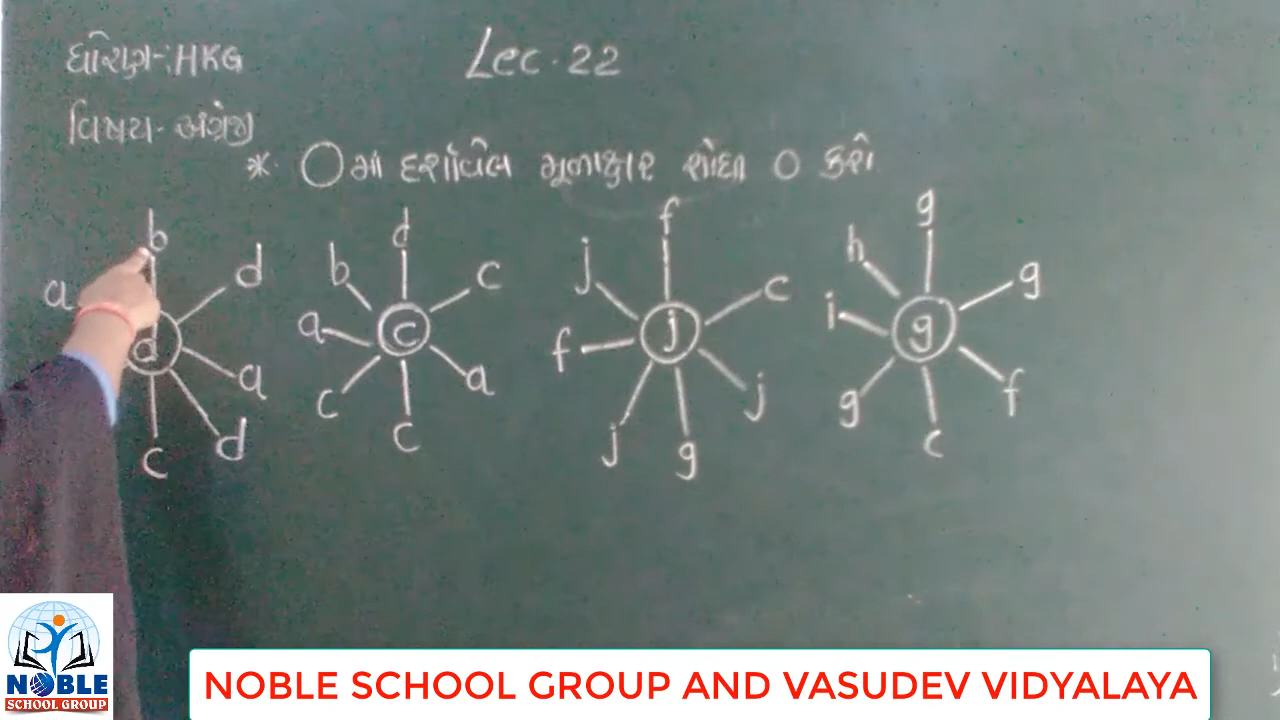 ધોરણ-: HKG
Lec. 22
વિષય- અંગ્રેજી
* ○ માં દર્શાવેલ મૂળાક્ષર શોધી ○ કરો
b
d
a
d
a
d
c
d
b
c
a
c
a
c
c
f
j
c
f
j
j
j
g
g
h
g
i
g
g
f
c
NOBLE
SCHOOL GROUP
NOBLE SCHOOL GROUP AND VASUDEV VIDYALAYA